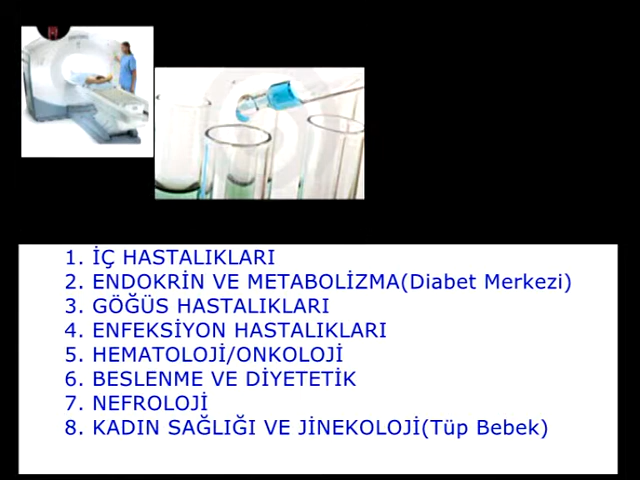 1. İÇ HASTALIKLARI
2. ENDOKRİN VE METABOLİZMA(Diabet Merkezi)
3. GÖĞÜS HASTALIKLARI
4. ENFEKSİYON HASTALIKLARI
5. HEMATOLOJİ/ONKOLOJİ
6. BESLENME VE DİYETETİK
7. NEFROLOJİ
8. KADIN SAĞLIĞI VE JİNEKOLOJİ(Tüp Bebek)